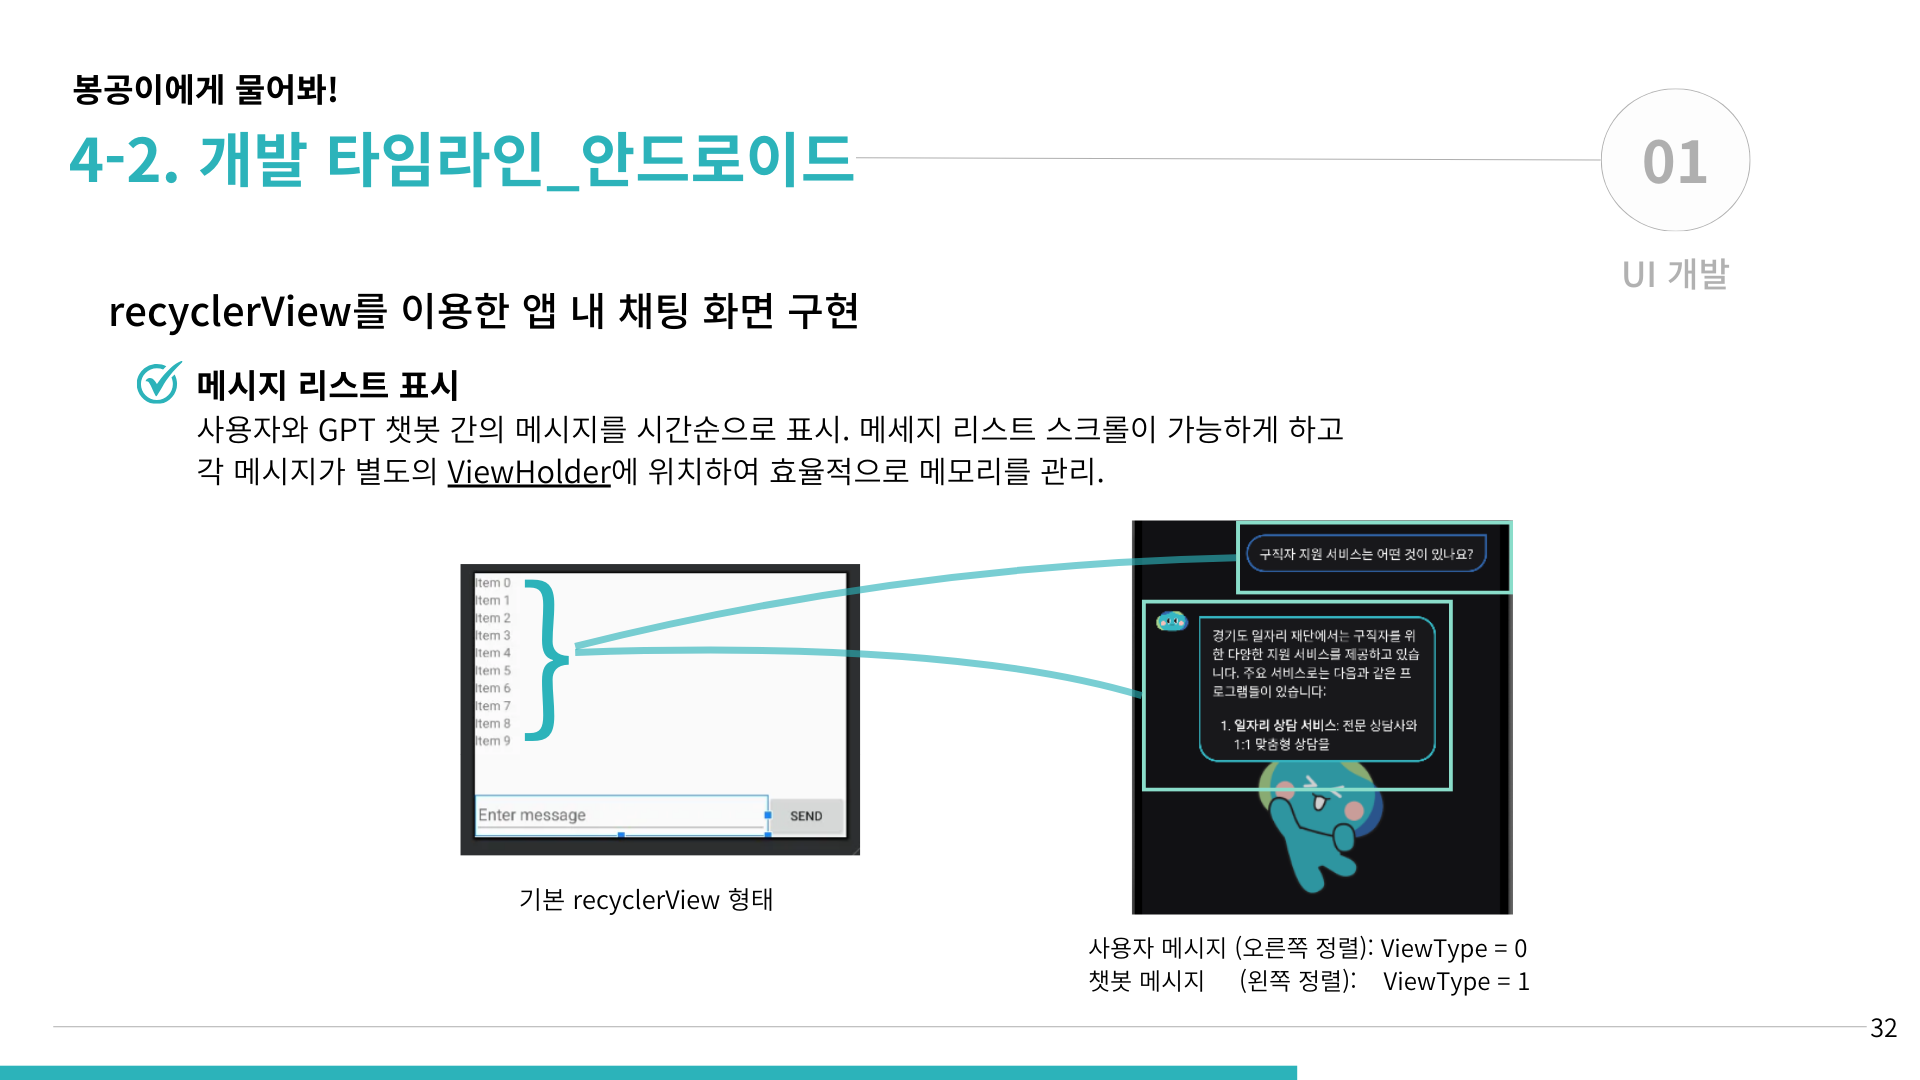 봉공이에게 물어봐!
4-2. 개발 타임라인_안드로이드
01
UI 개발
recyclerView를 이용한 앱 내 채팅 화면 구현
메시지 리스트 표시
사용자와 GPT 챗봇 간의 메시지를 시간순으로 표시. 메세지 리스트 스크롤이 가능하게 하고
각 메시지가 별도의 ViewHolder에 위치하여 효율적으로 메모리를 관리.
Item 0
Item 1
Item 2
Item 3
Item 4
Item 5
Item 6
Item 7
Item 8
Item 9
Enter message
SEND
기본 recyclerView 형태
구직자 지원 서비스는 어떤 것이 있나요?
경기도 일자리 재단에서는 구직자를 위
한 다양한 지원 서비스를 제공하고 있습
니다. 주요 서비스로는 다음과 같은 프
로그램들이 있습니다:
1. 일자리 상담 서비스: 전문 상담사와
1:1 맞춤형 상담을
사용자 메시지 (오른쪽 정렬): ViewType = 0
챗봇 메시지 (왼쪽 정렬): ViewType = 1
32